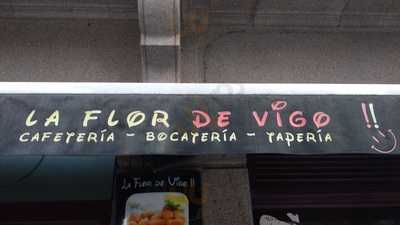 LA FLOR DE VIGO !!
CAFETERÍA - BOCATERÍA - TAPERÍA
LA FLOR DE VIGO !!